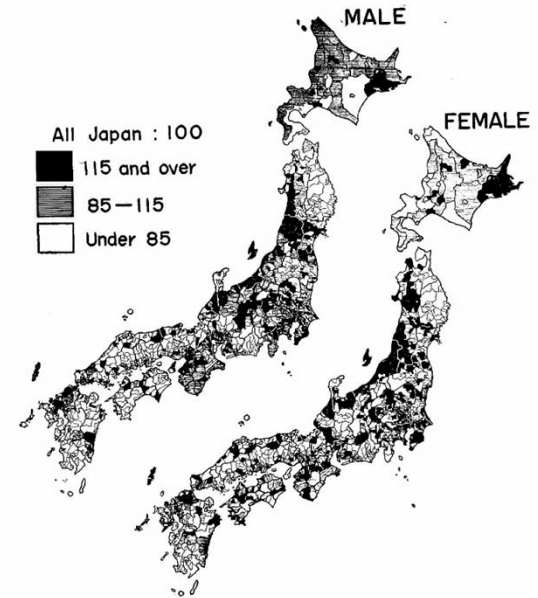 MALE
FEMALE
All Japan : 100
115 and over
85—115
Under 85